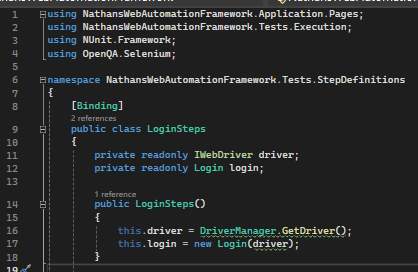 1 using NathansWebAutomationFramework.Application.Pages;
2 using NathansWebAutomationFramework.Tests.Execution;
3 using NUnit.Framework;
4 using OpenQA.Selenium;
5
6 namespace NathansWebAutomationFramework.Tests.StepDefinitions
7 {
8 [Binding]
2 references
9 public class LoginSteps
10 {
11 private readonly IWebDriver driver;
12 private readonly Login login;
13
1 reference
14 public LoginSteps()
15 {
16 this.driver = DriverManager.GetDriver();
17 this.login = new Login(driver);
18 }
19